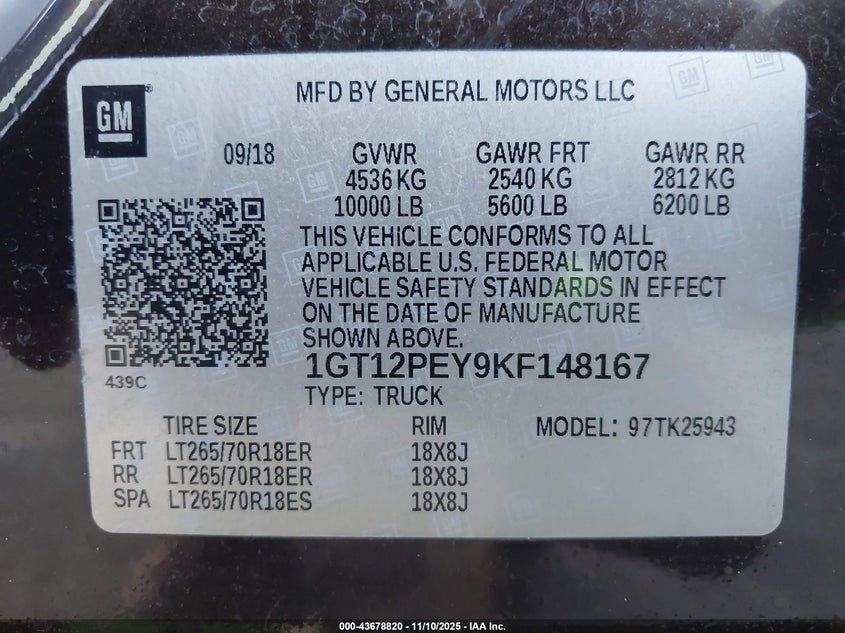 GM
MFD BY GENERAL MOTORS LLC
09/18 GVWR GAWR FRT GAWR RR
4536 KG 2540 KG 2812 KG
10000 LB 5600 LB 6200 LB
THIS VEHICLE CONFORMS TO ALL
APPLICABLE U.S. FEDERAL MOTOR
VEHICLE SAFETY STANDARDS IN EFFECT
ON THE DATE OF MANUFACTURE
SHOWN ABOVE.
1GT12PEY9KF148167
439C
TYPE: TRUCK
TIRE SIZE RIM MODEL: 97TK25943
FRT LT265/70R18ER 18X8J
RR LT265/70R18ER 18X8J
SPA LT265/70R18ES 18X8J
000-43678820 - 11/10/2025 - IAA Inc.